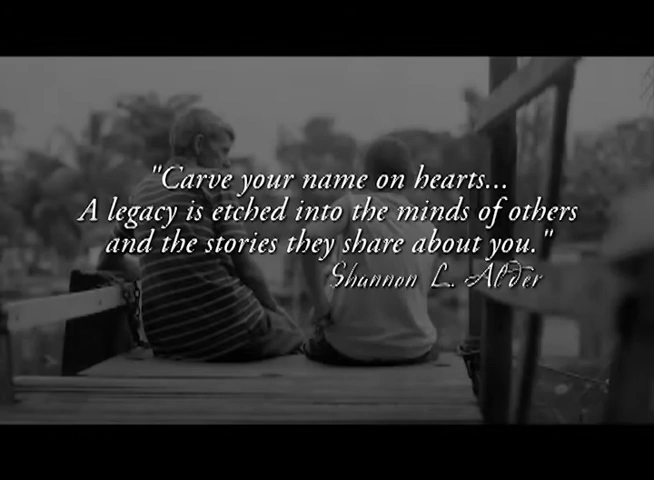 "Carve your name on hearts...
A legacy is etched into the minds of others
and the stories they share about you."
Shannon L. Alder